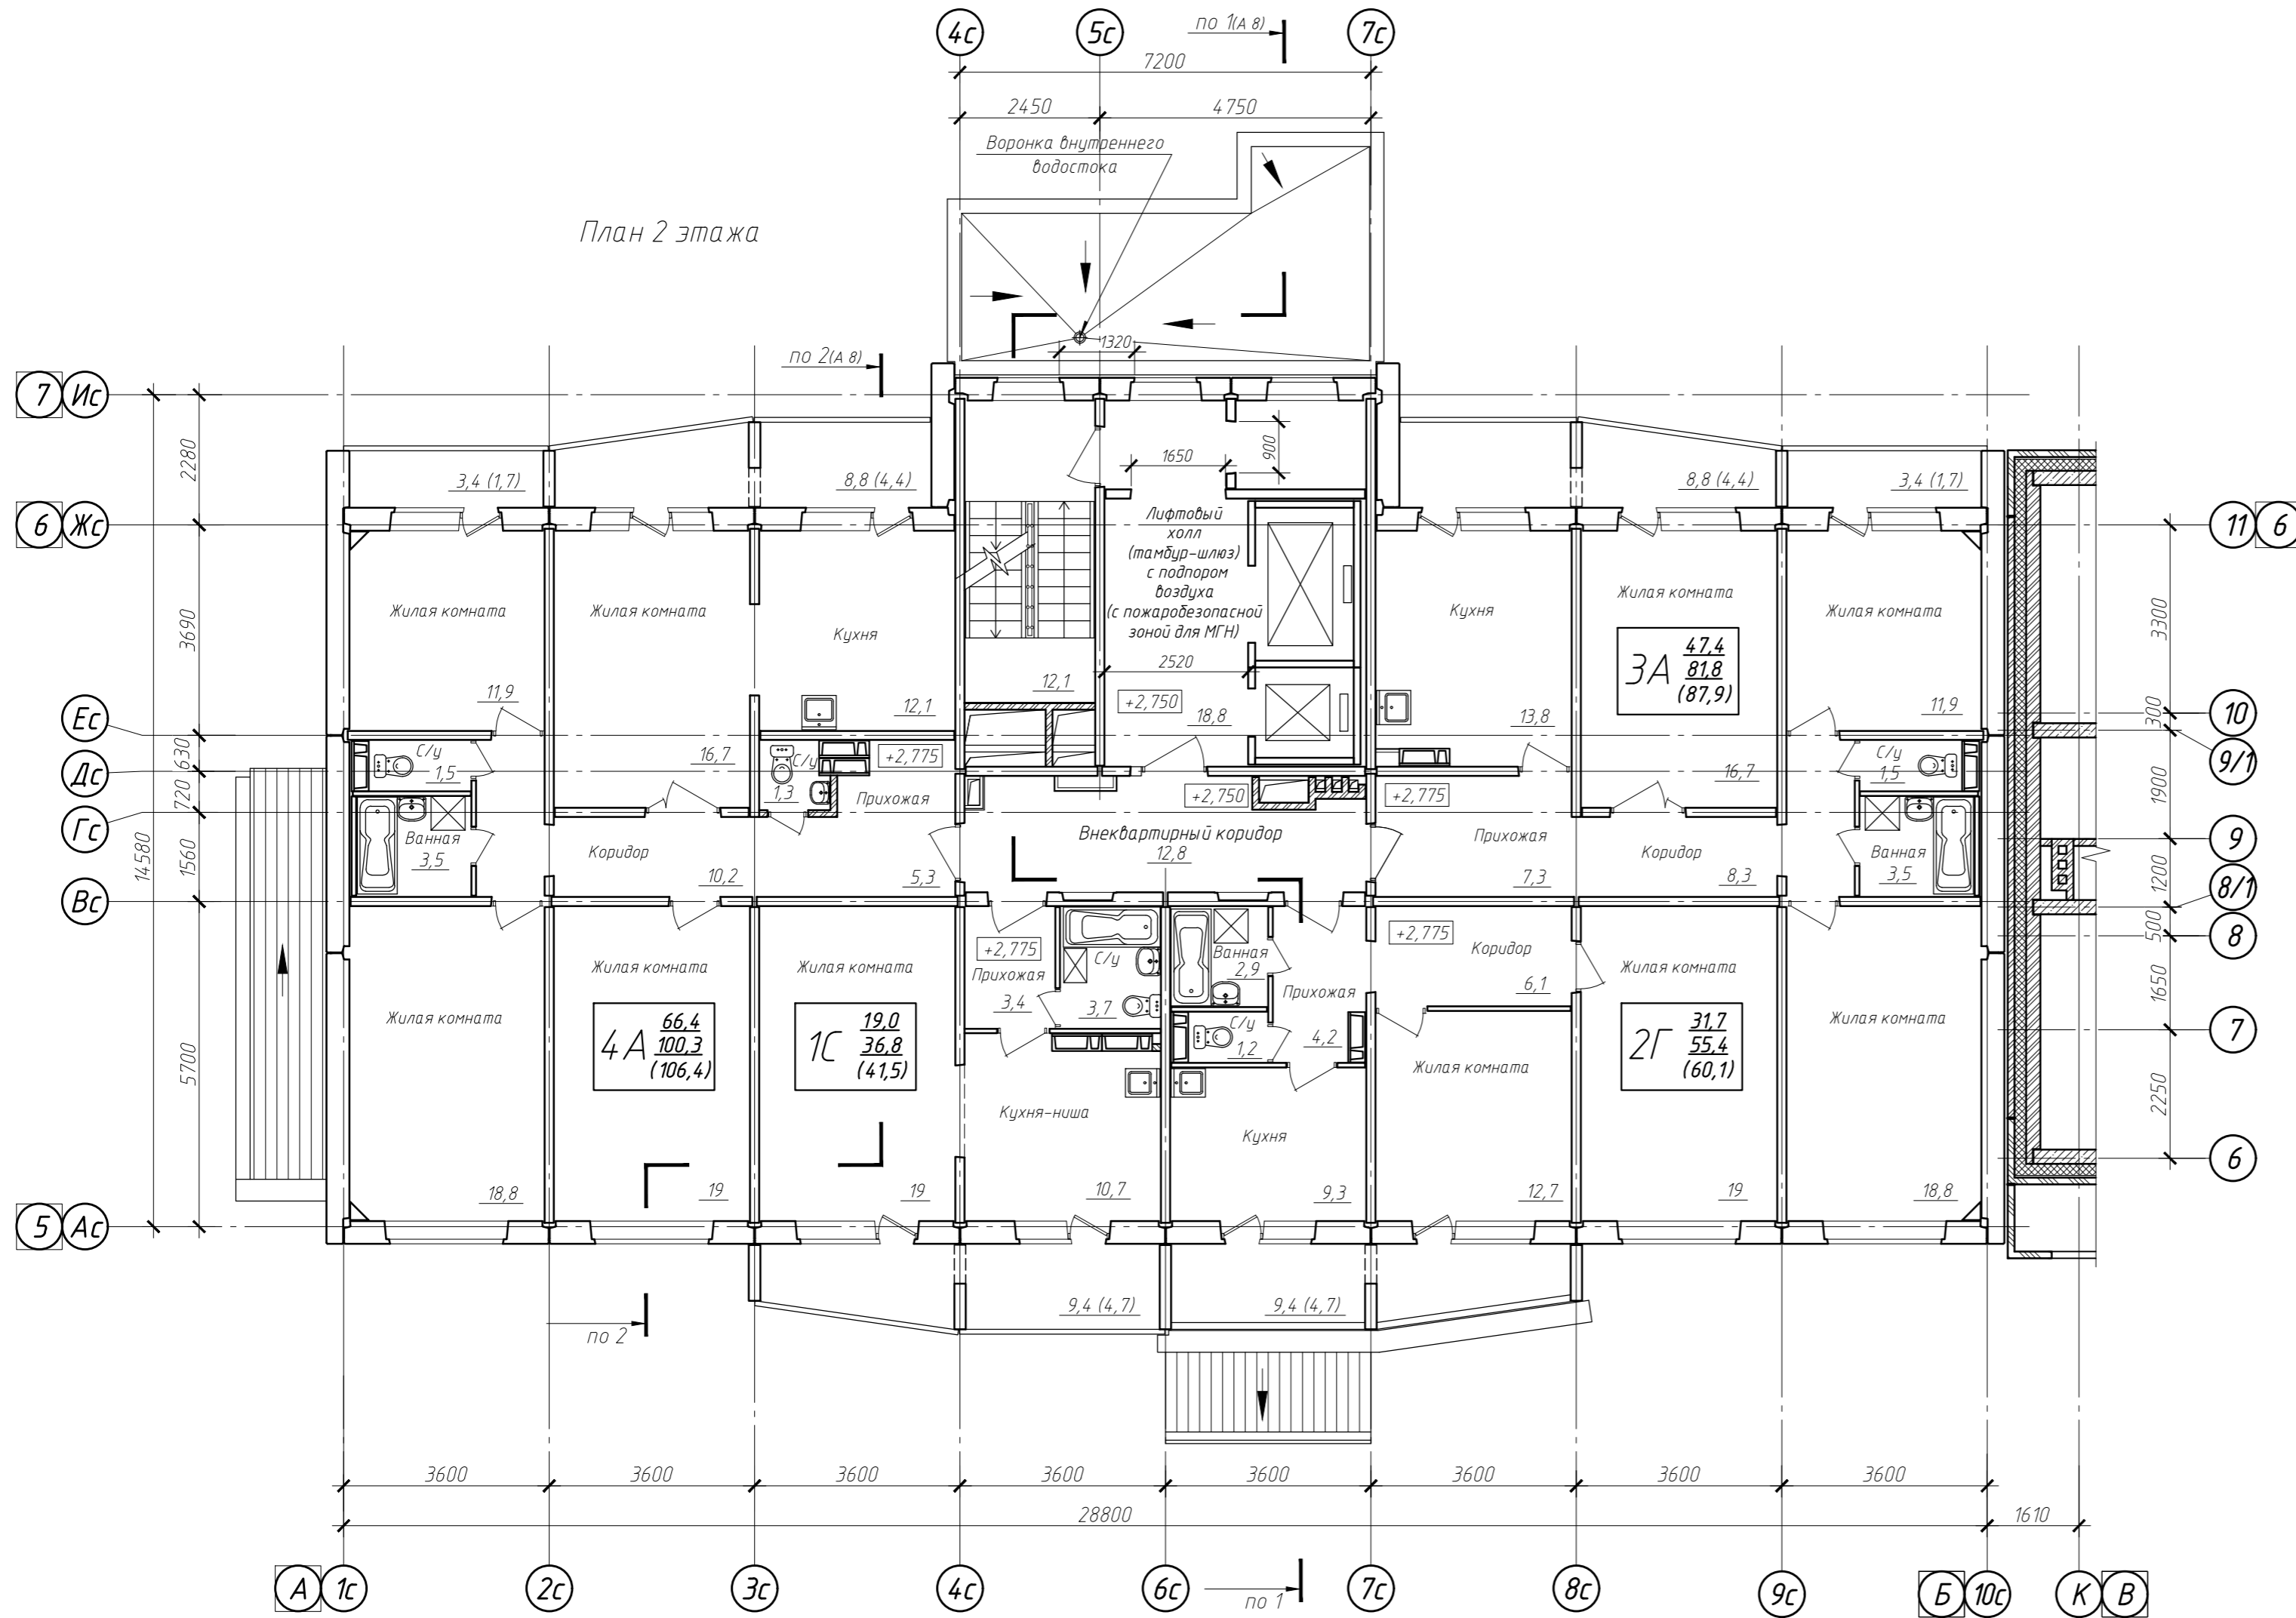 4с
5с
7с
по 1(А 8)
7200
2450
4750
Воронка внутреннего
водостока
План 2 этажа
1320
по 2(А 8)
7
Ис
2280
900
1650
3,4 (1,7)
8,8 (4,4)
8,8 (4,4)
3,4 (1,7)
6
Жс
11
6
Лифтовый
холл
(тамбур-шлюз)
с подпором
воздуха
(с пожаробезопасной
зоной для МГН)
3690
3300
Жилая комната
Жилая комната
Кухня
Кухня
Жилая комната
Жилая комната
3А
47,4
81,8
(87,9)
2520
12,1
+2,750
18,8
11,9
12,1
13,8
11,9
Ес
10
300
630
С/у
1,5
16,7
С/у
+2,775
16,7
С/у
1,5
Дс
9/1
720
1,3
Прихожая
+2,750
+2,775
1900
Гс
9
14580
1560
Ванная
3,5
Коридор
10,2
5,3
Внеквартирный коридор
12,8
Прихожая
7,3
Коридор
8,3
Ванная
3,5
1200
Вс
8/1
500
8
+2,775
С/у
Прихожая
3,4
3,7
Ванная
2,9
Прихожая
+2,775
Коридор
6,1
1650
Жилая комната
Жилая комната
Жилая комната
Жилая комната
Жилая комната
4А
66,4
100,3
(106,4)
1С
19,0
36,8
(41,5)
С/у
1,2
4,2
2Г
31,7
55,4
(60,1)
7
5700
Жилая комната
2250
Кухня-ниша
Кухня
6
18,8
19
19
10,7
9,3
12,7
19
18,8
5
Ас
9,4 (4,7)
9,4 (4,7)
по 2
3600
3600
3600
3600
3600
3600
3600
3600
28800
1610
А
1с
2с
3с
4с
6с
по 1
7с
8с
9с
Б
10с
К
В